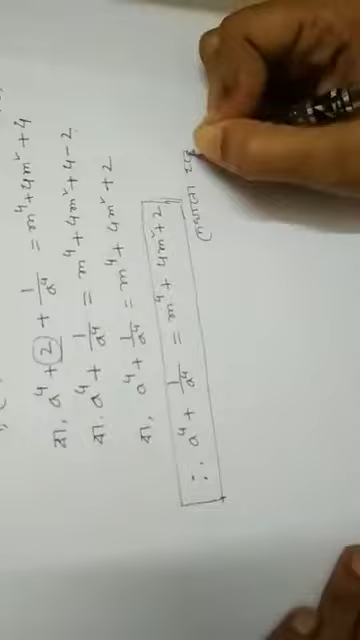 বা, a⁴ + 2 + 1/a⁴ = m⁴ + 4m² + 4
বা, a⁴ + 1/a⁴ = m⁴ + 4m² + 4 - 2
বা, a⁴ + 1/a⁴ = m⁴ + 4m² + 2
∴ a⁴ + 1/a⁴ = m⁴ + 4m² + 2